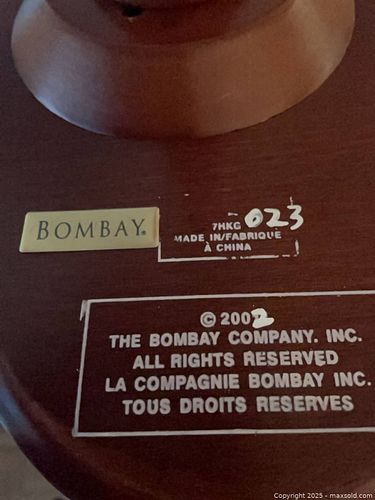 BOMBAY®
7HKG 023
MADE IN/FABRIQUE
À CHINA
© 2002
THE BOMBAY COMPANY. INC.
ALL RIGHTS RESERVED
LA COMPAGNIE BOMBAY INC.
TOUS DROITS RESERVES
Copyright 2025 - maxsold.com